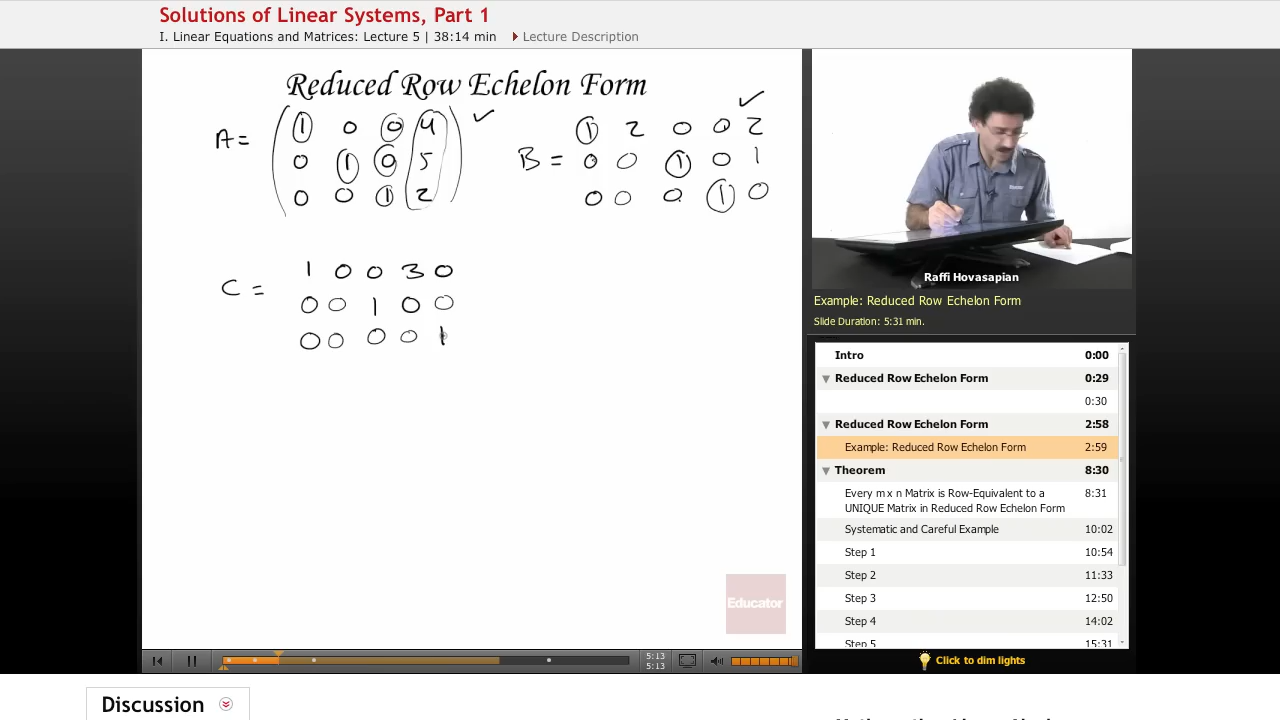 Solutions of Linear Systems, Part 1
I. Linear Equations and Matrices: Lecture 5 | 38:14 min Lecture Description
Reduced Row Echelon Form
A =
1 0 0 4
0 1 0 5
0 0 1 2
✓
B =
1 2 0 0 2
0 0 1 0 1
0 0 0 1 0
✓
C =
1 0 0 3 0
0 0 1 0 0
0 0 0 0 1
Educator
5:13
5:13
Raffi Hovasapian
Example: Reduced Row Echelon Form
Slide Duration: 5:31 min.
Intro 0:00
Reduced Row Echelon Form 0:29
0:30
Reduced Row Echelon Form 2:58
Example: Reduced Row Echelon Form 2:59
Theorem 8:30
Every m x n Matrix is Row-Equivalent to a 8:31
UNIQUE Matrix in Reduced Row Echelon Form
Systematic and Careful Example 10:02
Step 1 10:54
Step 2 11:33
Step 3 12:50
Step 4 14:02
Step 5 15:31
Click to dim lights
Discussion